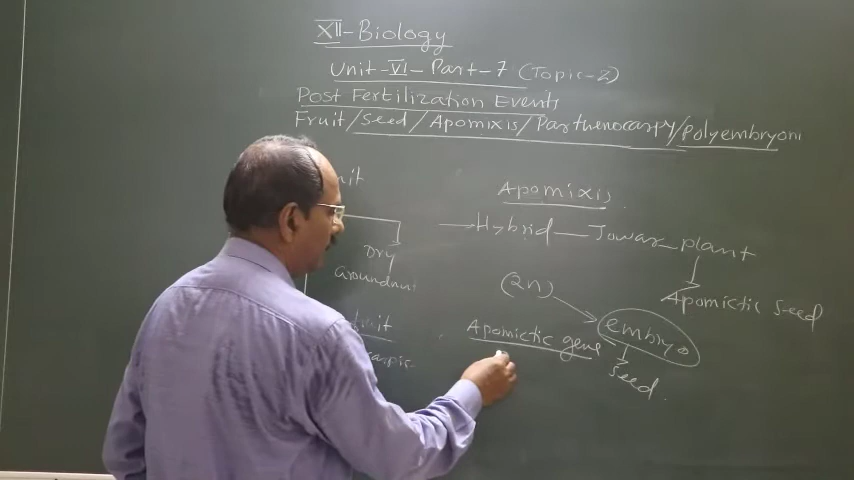 XII-Biology
Unit-VI-Part-7 (Topic-2)
Post Fertilization Events
Fruit/Seed/Apomixis/Parthenocarpy/Polyembryoni
Apomixis
Hybrid — Jowar plant
Dry
Groundnut
Apomictic Seed
(2n)
embryo
Apomictic gene
Seed.